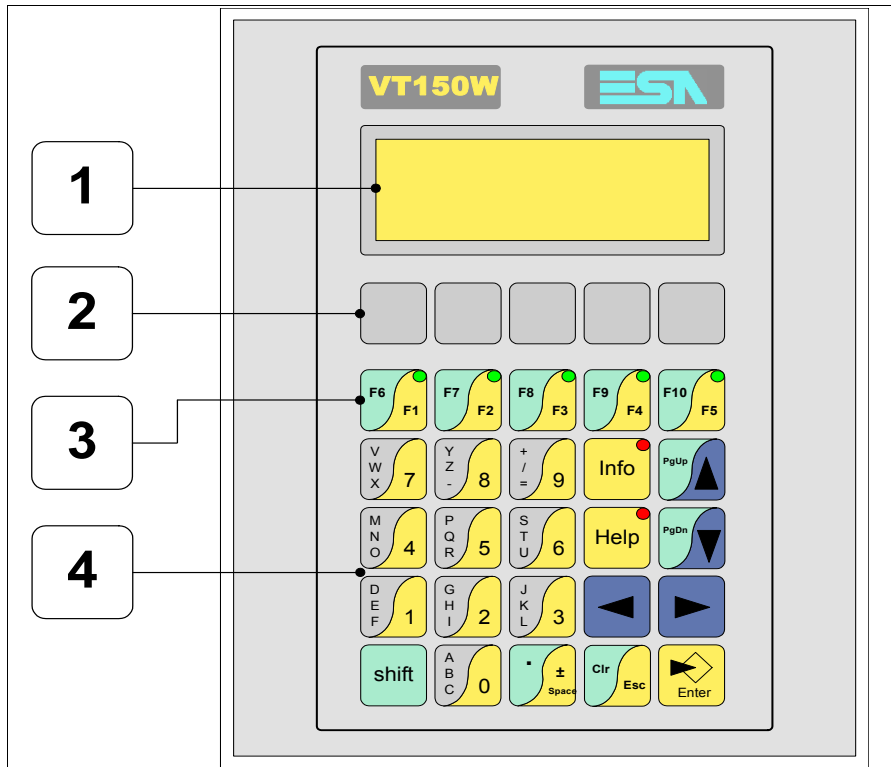 VT150W ESA
1
2
3
4
F6 F1 F7 F2 F8 F3 F9 F4 F10 F5
V W X 7 Y Z - 8 + / = 9 Info PgUp
M N O 4 P Q R 5 S T U 6 Help PgDn
D E F 1 G H I 2 J K L 3
shift A B C 0 . ± Space Clr Esc Enter